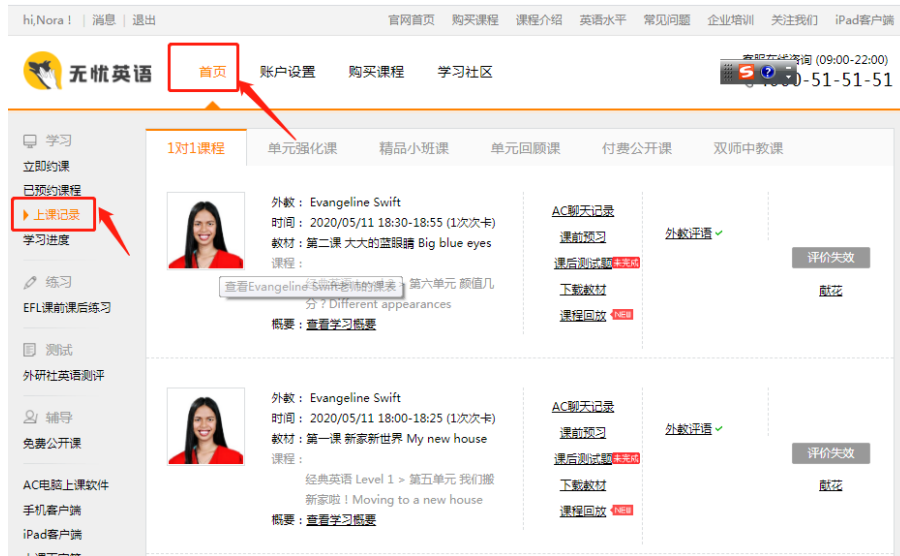 hi,Nora！ | 消息 | 退出
官网首页 购买课程 课程介绍 英语水平 常见问题 企业培训 关注我们 iPad客户端
无忧英语
首页 账户设置 购买课程 学习社区
询 (09:00-22:00)
0-51-51-51
学习
立即约课
已预约课程
上课记录
学习进度
练习
EFL课前课后练习
测试
外研社英语测评
辅导
免费公开课
AC电脑上课软件
手机客户端
iPad客户端
1对1课程 单元强化课 精品小班课 单元回顾课 付费公开课 双师中教课
外教： Evangeline Swift
时间： 2020/05/11 18:30-18:55 (1次次卡)
教材：第二课 大大的蓝眼睛 Big blue eyes
课程：
第六单元 颜值几
分？Different appearances
查看Evangeline Swift老师的课表
概要：查看学习概要
AC聊天记录
课前预习
课后测试题 未完成
下载教材
课程回放 NEW
外教评语
评价失效
献花
外教： Evangeline Swift
时间： 2020/05/11 18:00-18:25 (1次次卡)
教材：第一课 新家新世界 My new house
课程：
经典英语 Level 1 > 第五单元 我们搬
新家啦！Moving to a new house
概要：查看学习概要
AC聊天记录
课前预习
课后测试题 未完成
下载教材
课程回放 NEW
外教评语
评价失效
献花